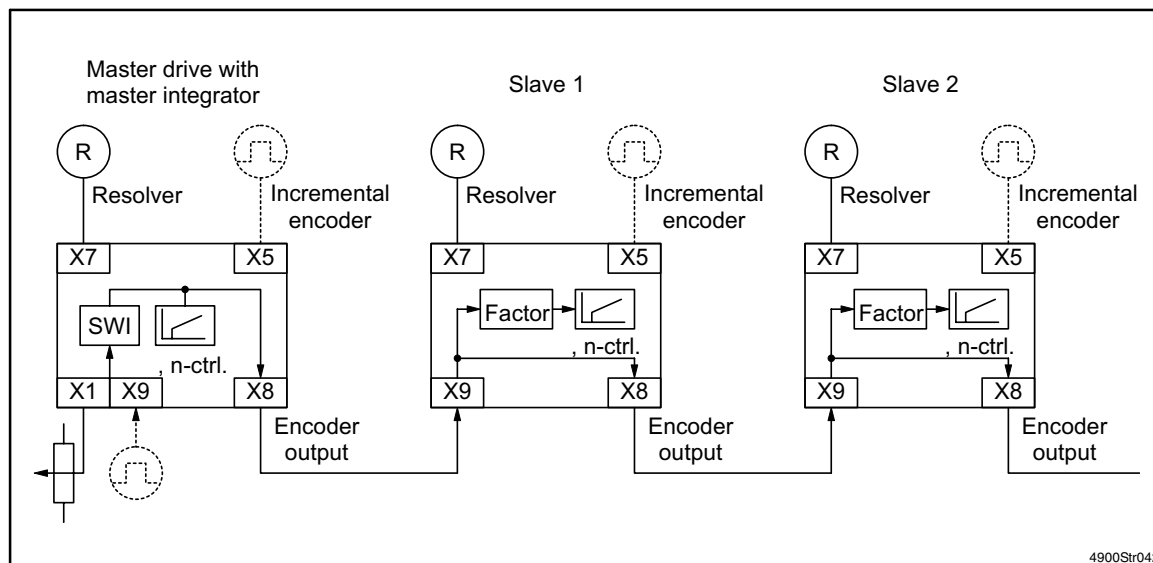 Master drive with
master integrator
Slave 1
Slave 2
R
R
R
Resolver
Incremental
encoder
Resolver
Incremental
encoder
Resolver
Incremental
encoder
X7
X5
X7
X5
X7
X5
SWI
Factor
Factor
, n-ctrl.
, n-ctrl.
, n-ctrl.
X1
X9
X8
X9
X8
X9
X8
Encoder
output
Encoder
output
Encoder
output